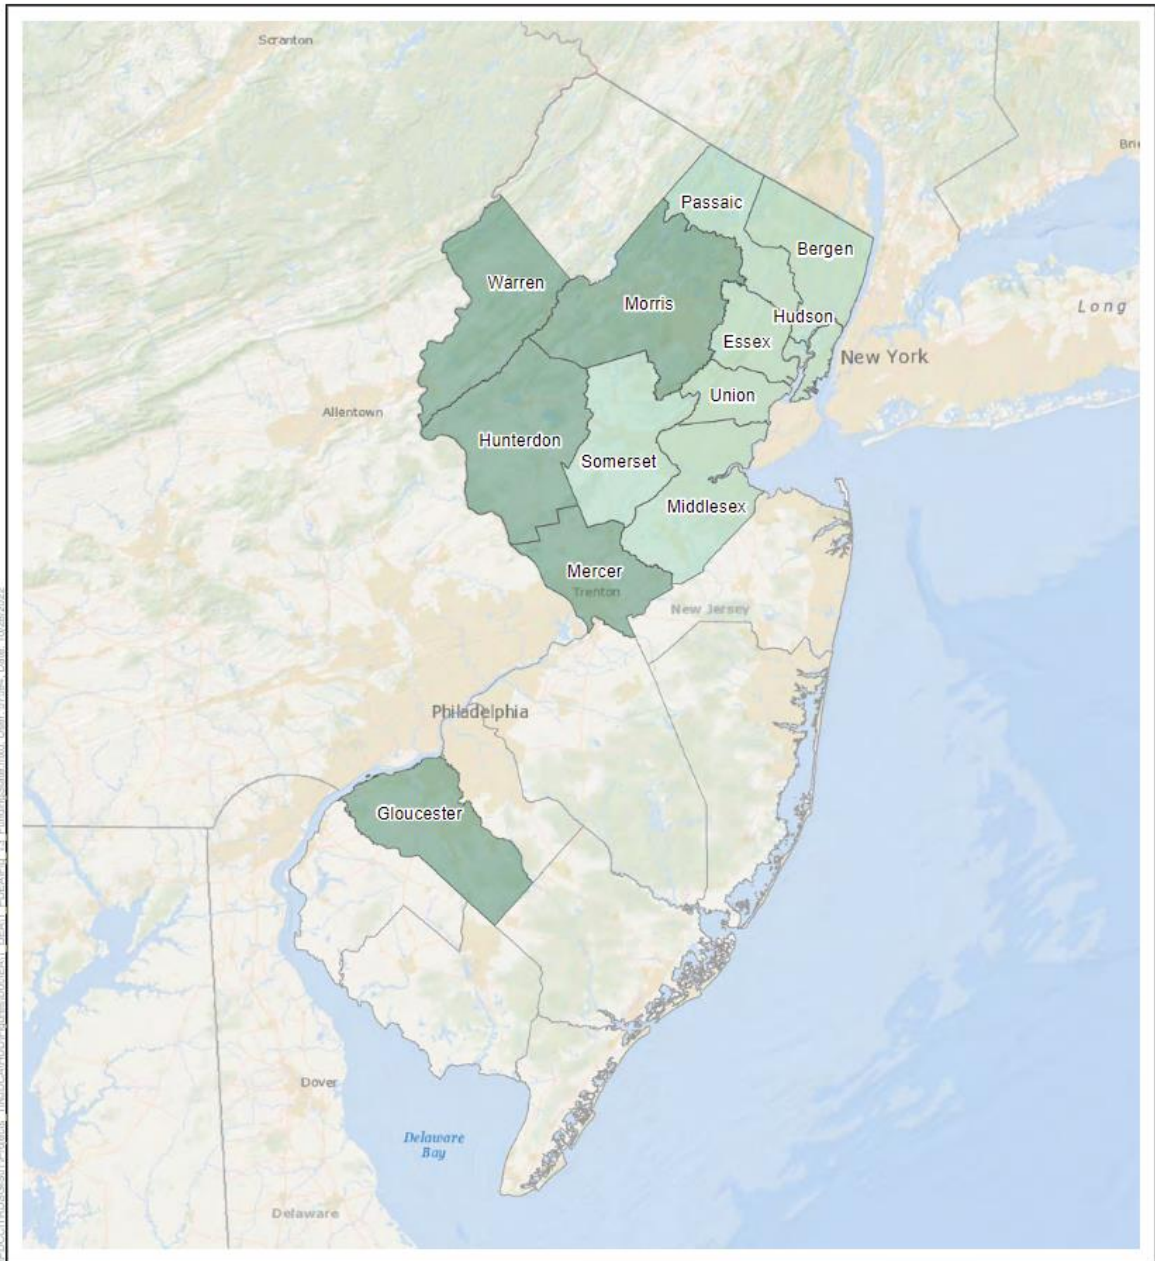 Scranton
Bri
Passaic
Bergen
Warren
Morris
Hudson
Long
Essex
New York
Union
Allentown
Hunterdon
Somerset
Middlesex
Mercer
Trenton
New Jersey
Philadelphia
Gloucester
Dover
Delaware
Bay
Delaware